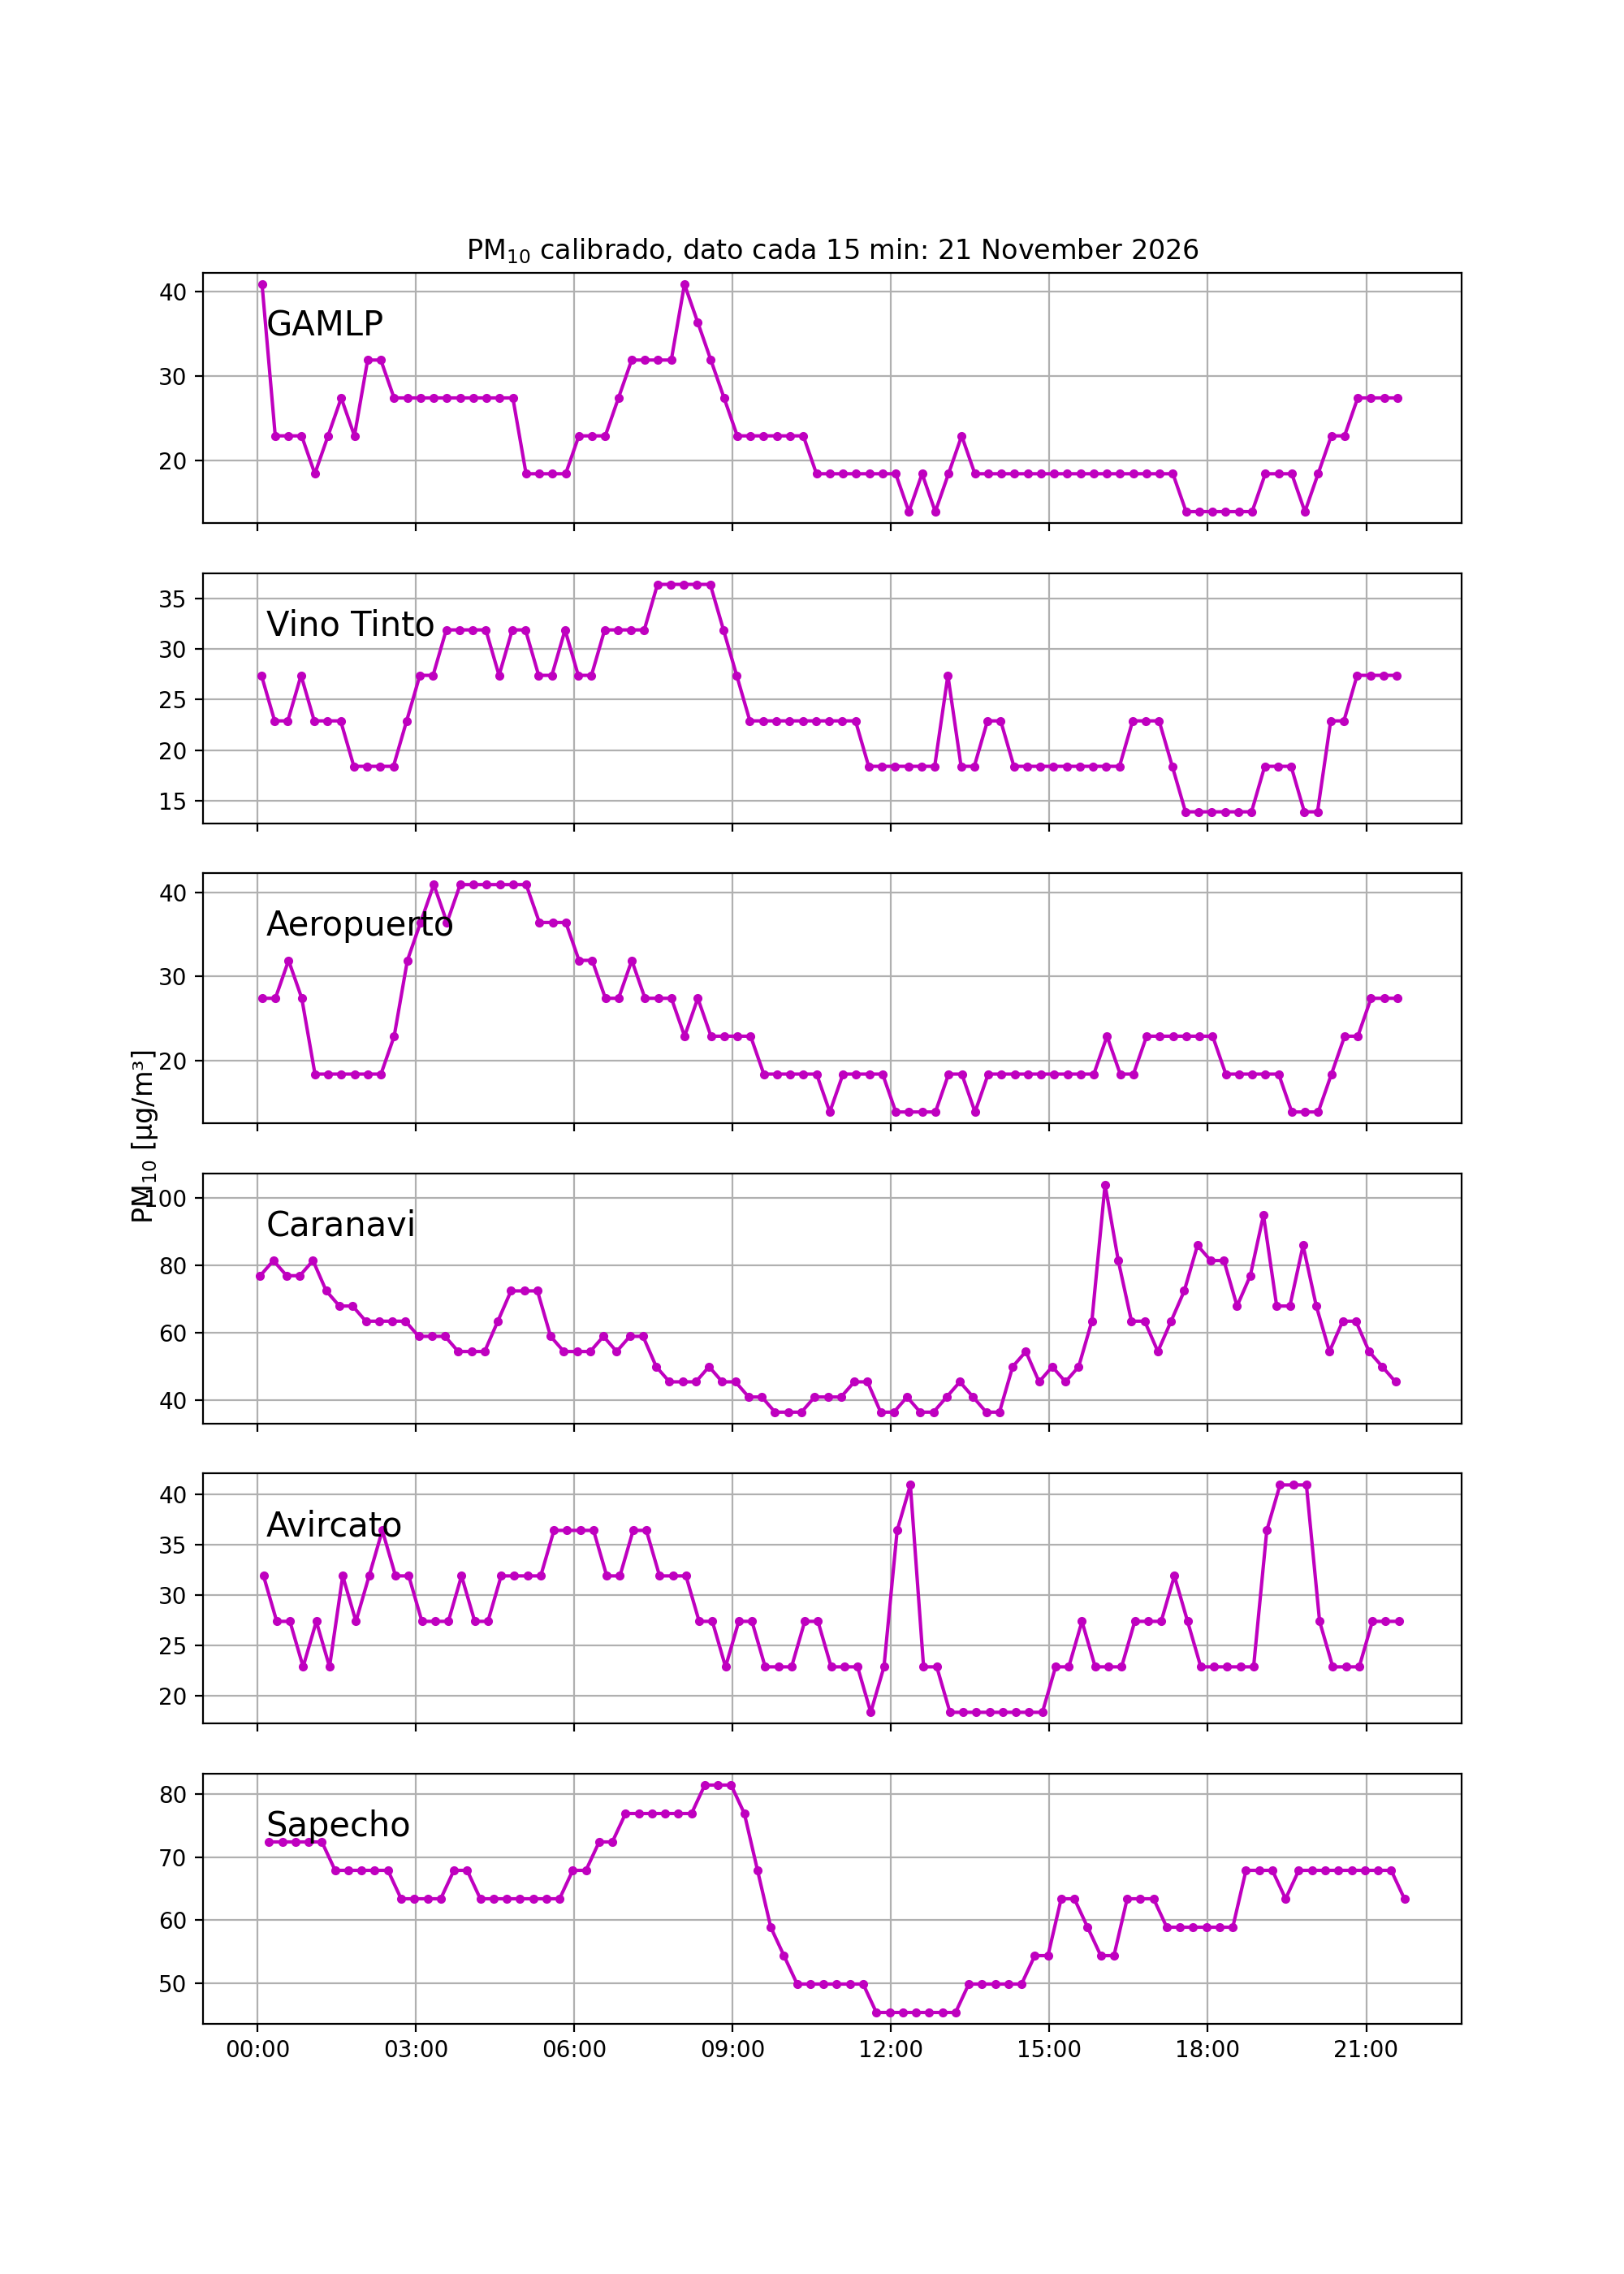 PM₁₀ calibrado, dato cada 15 min: 21 November 2026
40
GAMLP
30
20
35
Vino Tinto
30
25
20
15
40
Aeropuerto
30
20
PM₁₀ [µg/m³]
100
Caranavi
80
60
40
40
Avircato
35
30
25
20
80
Sapecho
70
60
50
00:00 03:00 06:00 09:00 12:00 15:00 18:00 21:00